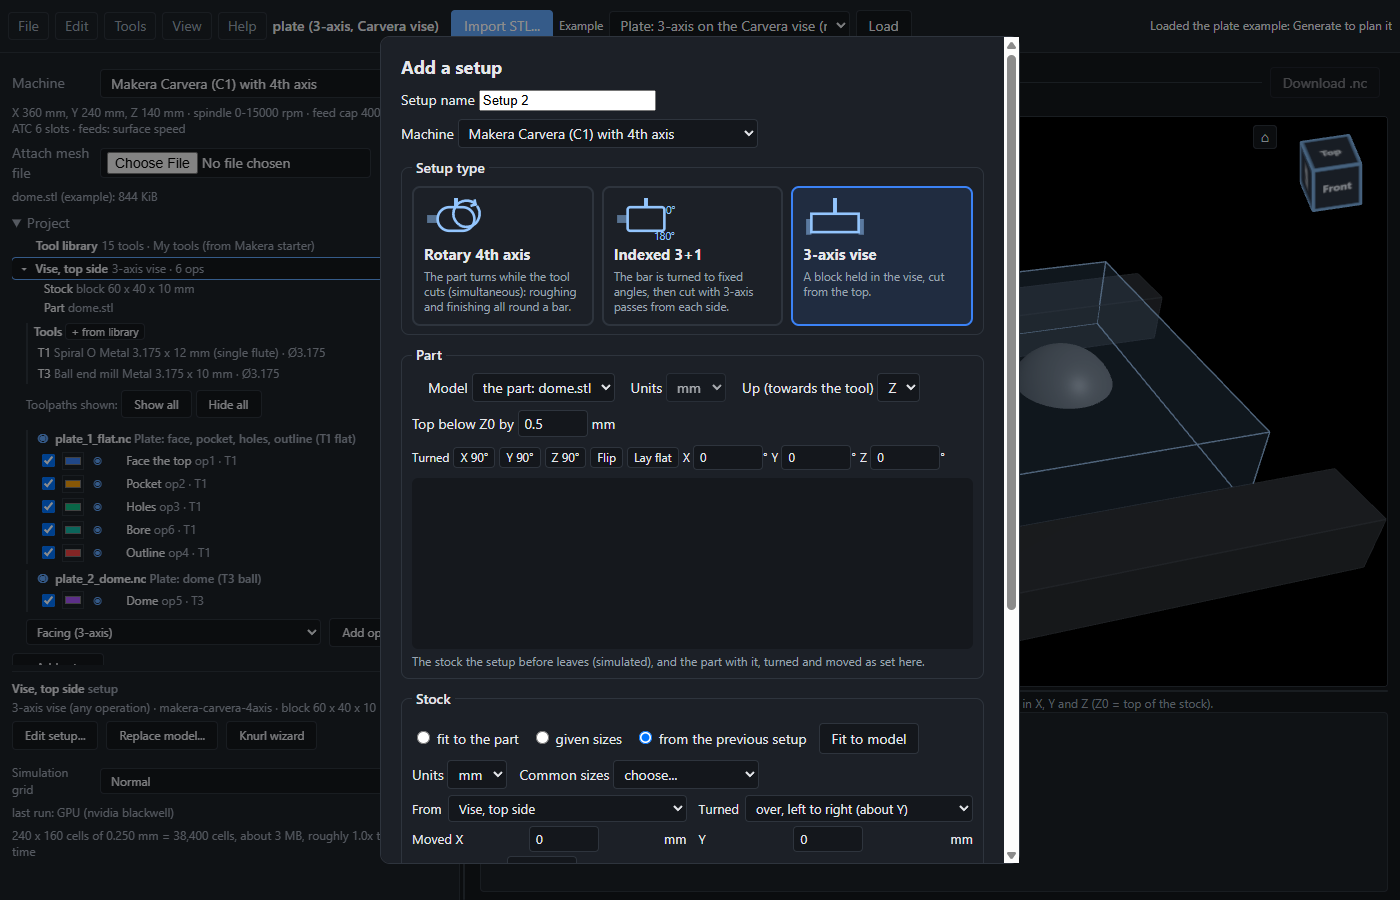 File Edit Tools View Help plate (3-axis, Carvera vise) Import STL... Example Plate: 3-axis on the Carvera vise (r Load Loaded the plate example: Generate to plan it
Machine Makera Carvera (C1) with 4th axis
X 360 mm, Y 240 mm, Z 140 mm · spindle 0-15000 rpm · feed cap 400
ATC 6 slots · feeds: surface speed
Attach mesh file Choose File No file chosen
dome.stl (example): 844 KiB
Project
Tool library 15 tools · My tools (from Makera starter)
Vise, top side 3-axis vise · 6 ops
Stock block 60 x 40 x 10 mm
Part dome.stl
Tools + from library
T1 Spiral O Metal 3.175 x 12 mm (single flute) · Ø3.175
T3 Ball end mill Metal 3.175 x 10 mm · Ø3.175
Toolpaths shown: Show all Hide all
plate_1_flat.nc Plate: face, pocket, holes, outline (T1 flat)
Face the top op1 · T1
Pocket op2 · T1
Holes op3 · T1
Bore op6 · T1
Outline op4 · T1
plate_2_dome.nc Plate: dome (T3 ball)
Dome op5 · T3
Facing (3-axis) Add op
Vise, top side setup
3-axis vise (any operation) · makera-carvera-4axis · block 60 x 40 x 10
Edit setup... Replace model... Knurl wizard
Simulation grid Normal
last run: GPU (nvidia blackwell)
240 x 160 cells of 0.250 mm = 38,400 cells, about 3 MB, roughly 1.0x t
time
Add a setup
Setup name Setup 2
Machine Makera Carvera (C1) with 4th axis
Setup type
0°
180°
Rotary 4th axis
The part turns while the tool
cuts (simultaneous): roughing
and finishing all round a bar.
Indexed 3+1
The bar is turned to fixed
angles, then cut with 3-axis
passes from each side.
3-axis vise
A block held in the vise, cut
from the top.
Part
Model the part: dome.stl Units mm Up (towards the tool) Z
Top below Z0 by 0.5 mm
Turned X 90° Y 90° Z 90° Flip Lay flat X 0 ° Y 0 ° Z 0 °
The stock the setup before leaves (simulated), and the part with it, turned and moved as set here.
Stock
fit to the part given sizes from the previous setup Fit to model
Units mm Common sizes choose...
From Vise, top side Turned over, left to right (about Y)
Moved X 0 mm Y 0 mm
Download .nc
Top
Front
in X, Y and Z (Z0 = top of the stock).